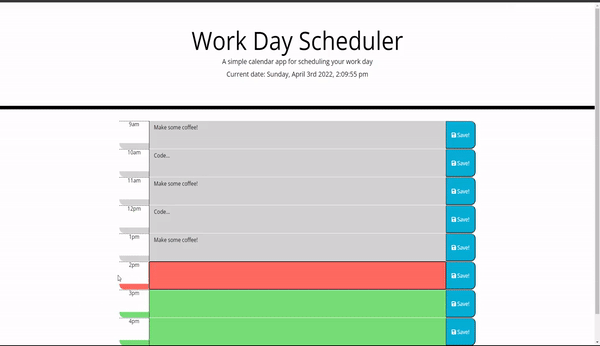 Work Day Scheduler
A simple calendar app for scheduling your work day
Current date: Sunday, April 3rd 2022, 2:09:55 pm
9am Make some coffee! Save!
10am Code... Save!
11am Make some coffee! Save!
12pm Code... Save!
1pm Make some coffee! Save!
2pm Save!
3pm Save!
4pm Save!